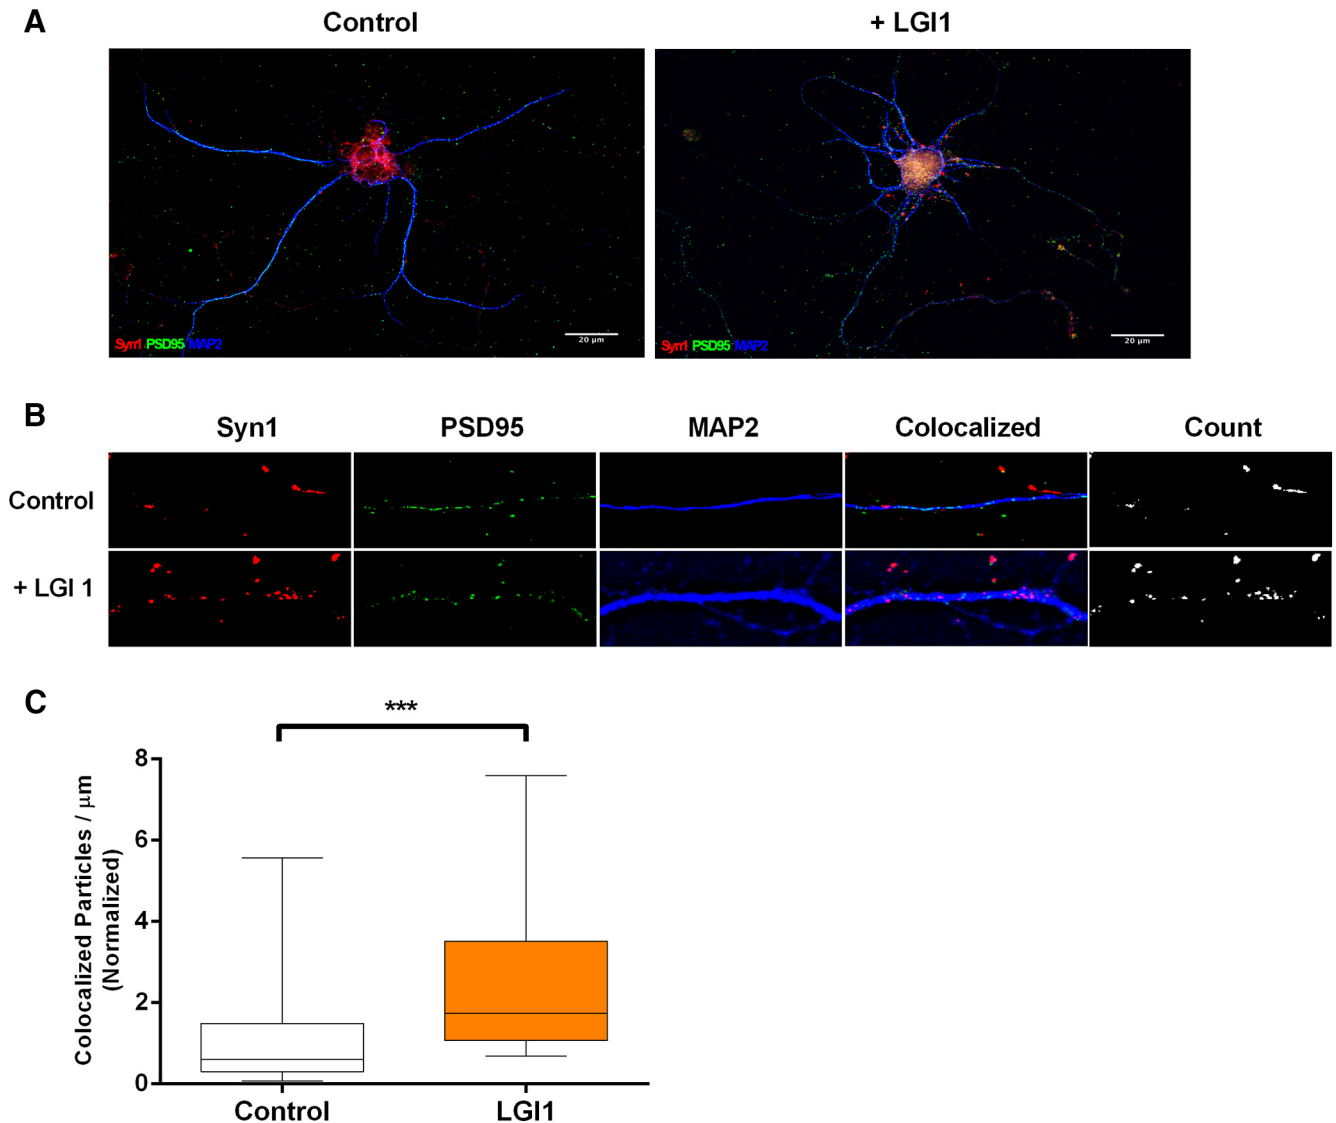 A
Control
+ LGI1
Syn1 PSD95 MAP2
20 μm
Syn1 PSD95 MAP2
20 μm
B
Syn1
PSD95
MAP2
Colocalized
Count
Control
+ LGI 1
C
***
Colocalized Particles / μm
(Normalized)
8
6
4
2
0
Control
LGI1